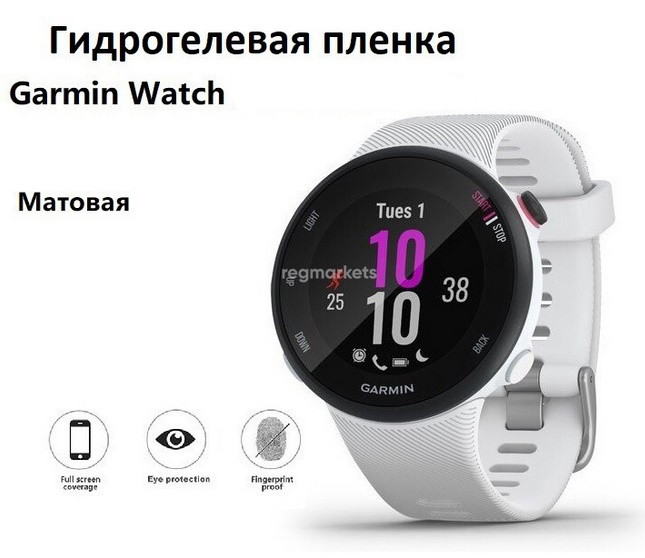 Гидрогелевая пленка
Garmin Watch
Матовая
LIGHT
START
STOP
Tues 1
10
regmarkets
25
38
10
DOWN
BACK
GARMIN
Full screen
coverage
Eye protection
Fingerprint
proof